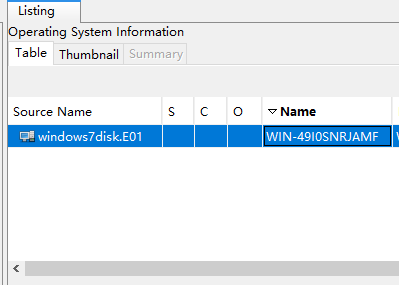 Listing
Operating System Information
Table Thumbnail Summary
Source Name S C O Name
windows7disk.E01 WIN-49I0SNRJAMF